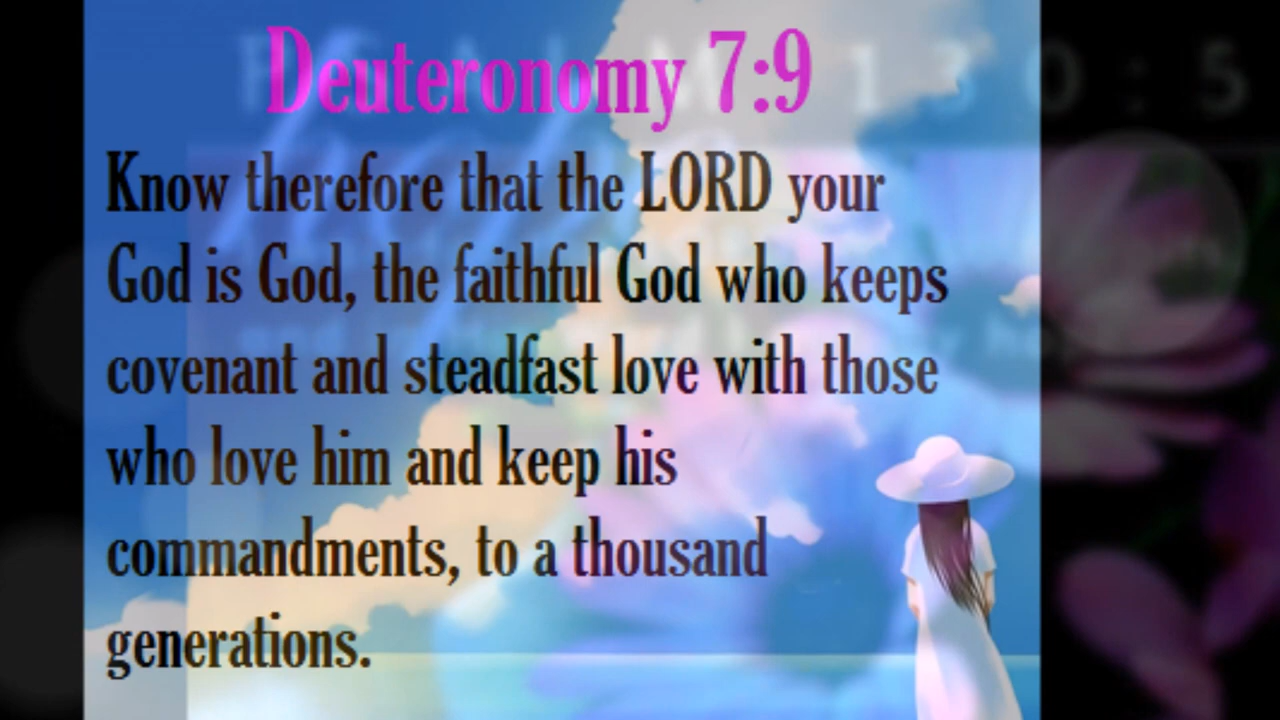 Deuteronomy 7:9
Know therefore that the LORD your
God is God, the faithful God who keeps
covenant and steadfast love with those
who love him and keep his
commandments, to a thousand
generations.